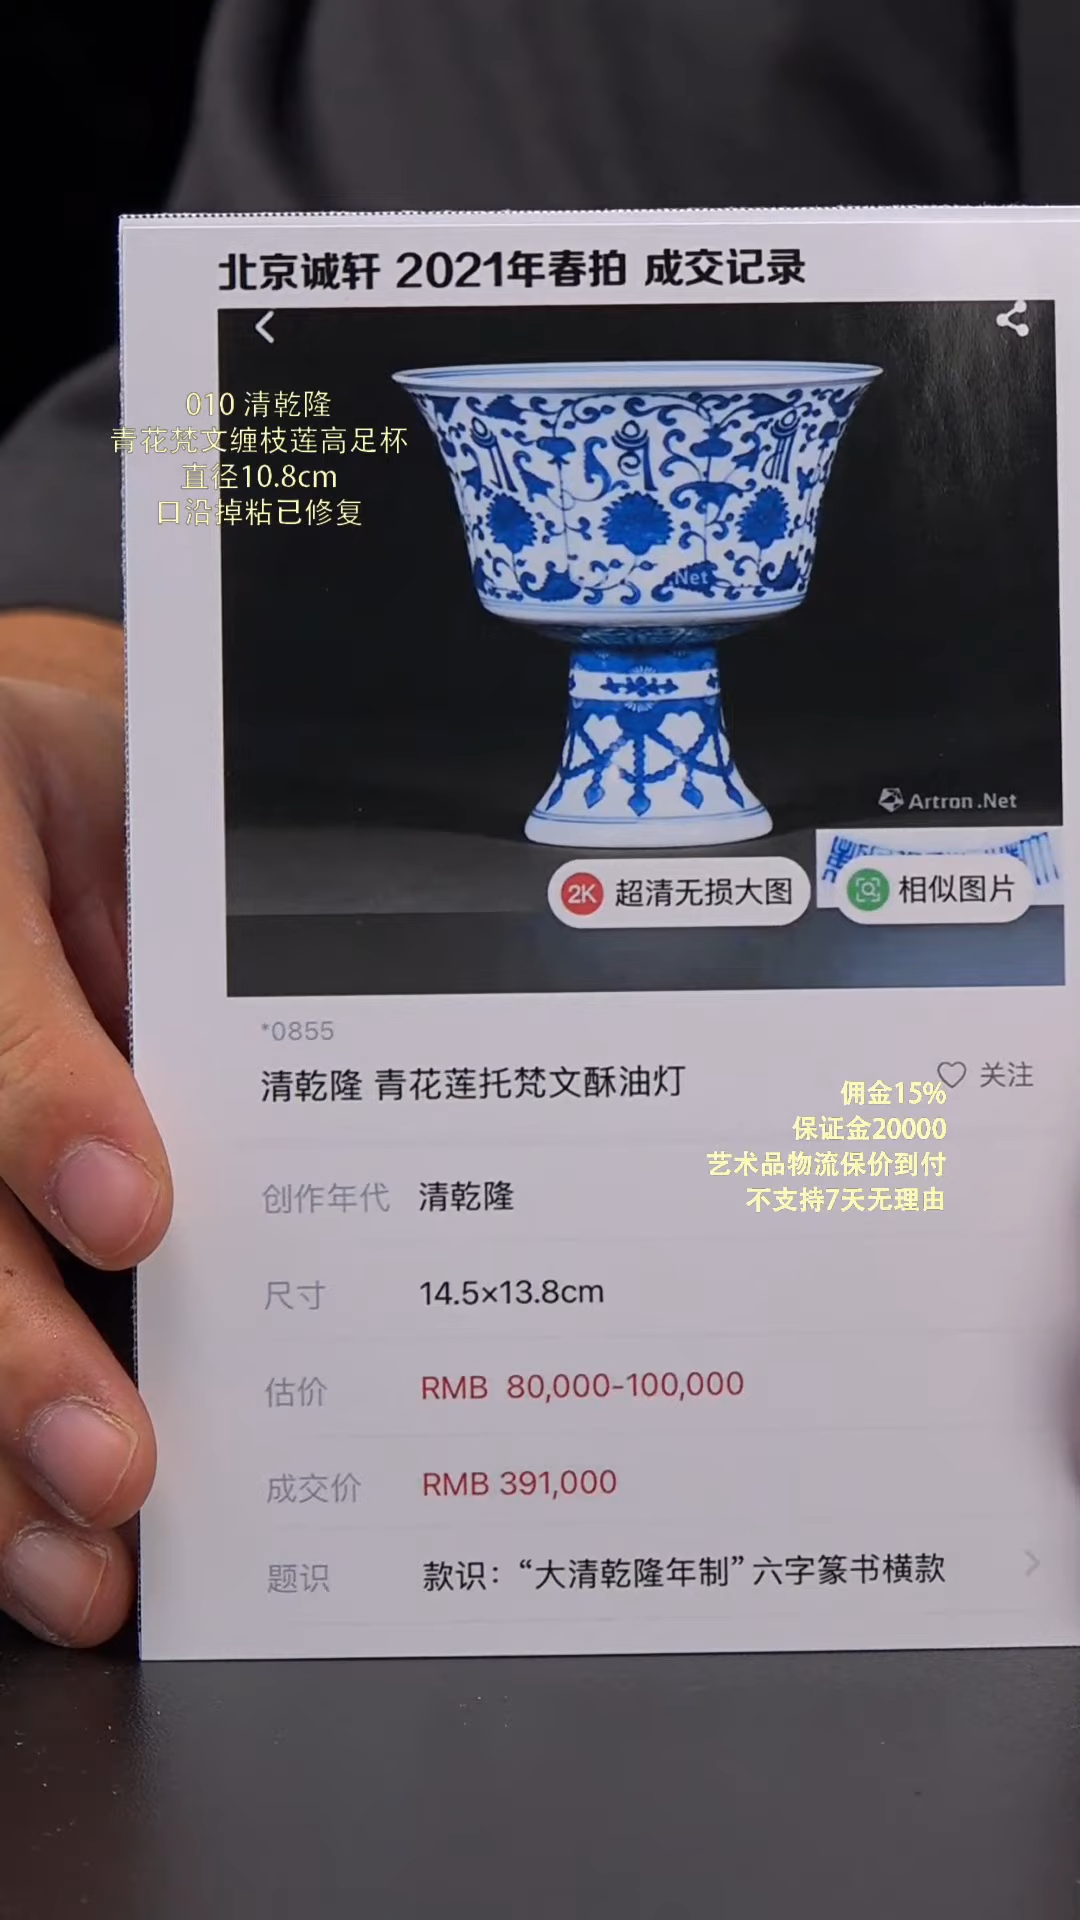 北京诚轩 2021年春拍 成交记录
010 清乾隆
青花梵文缠枝莲高足杯
直径10.8cm
口沿掉粘已修复
Net
Artron.Net
2K 超清无损大图
相似图片
*0855
清乾隆 青花莲托梵文酥油灯
关注
佣金15%
保证金20000
艺术品物流保价到付
不支持7天无理由
创作年代 清乾隆
尺寸 14.5×13.8cm
估价 RMB 80,000-100,000
成交价 RMB 391,000
题识 款识：“大清乾隆年制” 六字篆书横款